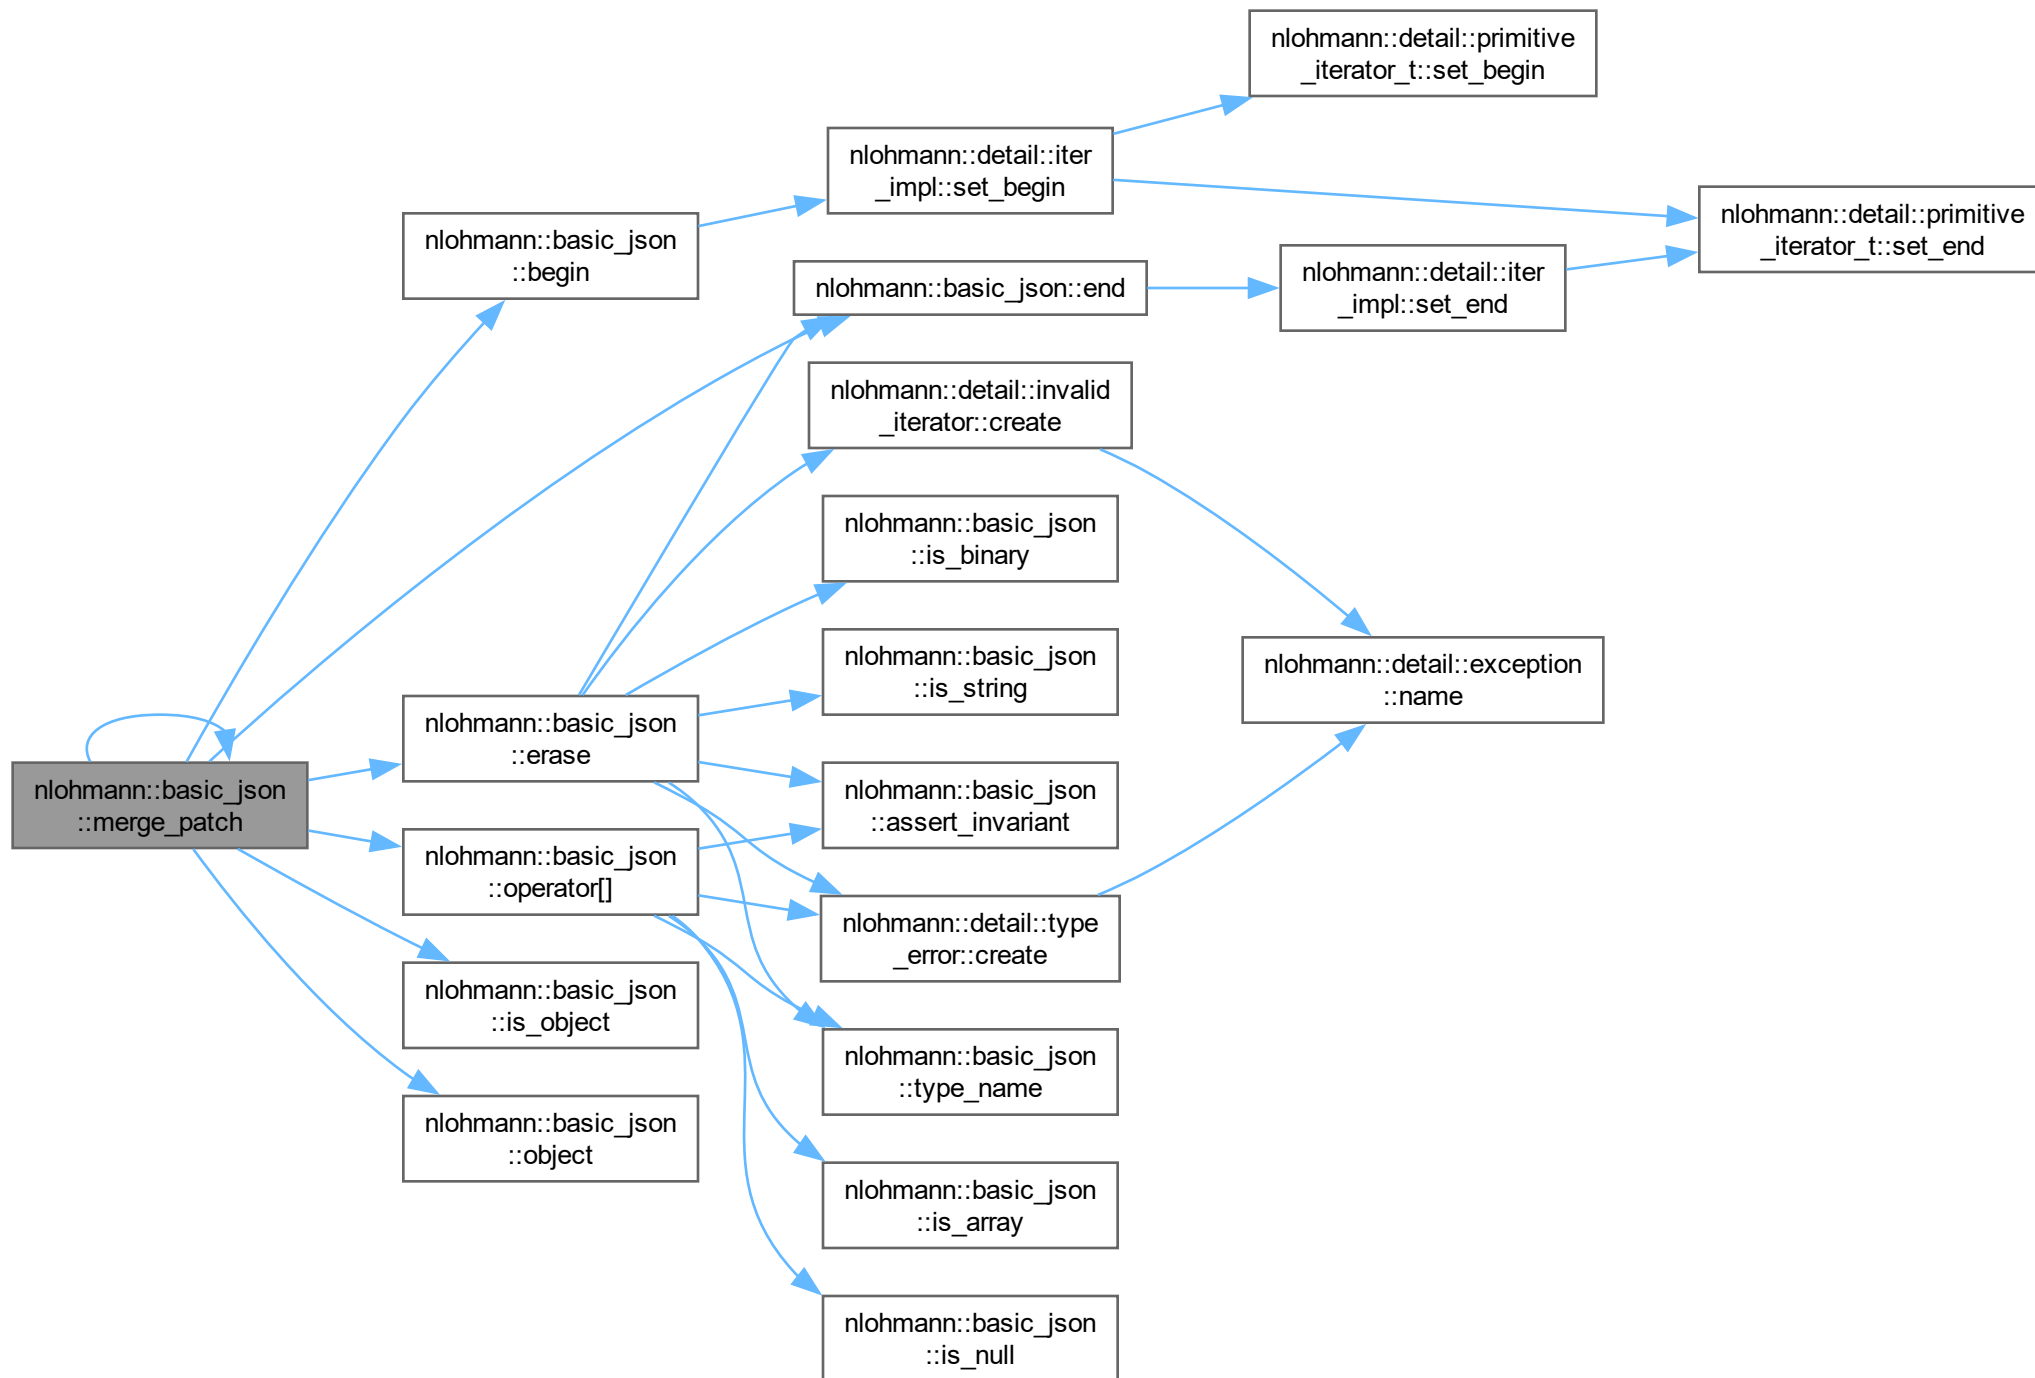 nlohmann::detail::primitive
_iterator_t::set_begin
nlohmann::detail::iter
_impl::set_begin
nlohmann::detail::primitive
_iterator_t::set_end
nlohmann::basic_json
::begin
nlohmann::basic_json::end
nlohmann::detail::iter
_impl::set_end
nlohmann::detail::invalid
_iterator::create
nlohmann::basic_json
::is_binary
nlohmann::basic_json
::is_string
nlohmann::detail::exception
::name
nlohmann::basic_json
::erase
nlohmann::basic_json
::merge_patch
nlohmann::basic_json
::assert_invariant
nlohmann::basic_json
::operator[]
nlohmann::detail::type
_error::create
nlohmann::basic_json
::is_object
nlohmann::basic_json
::type_name
nlohmann::basic_json
::object
nlohmann::basic_json
::is_array
nlohmann::basic_json
::is_null